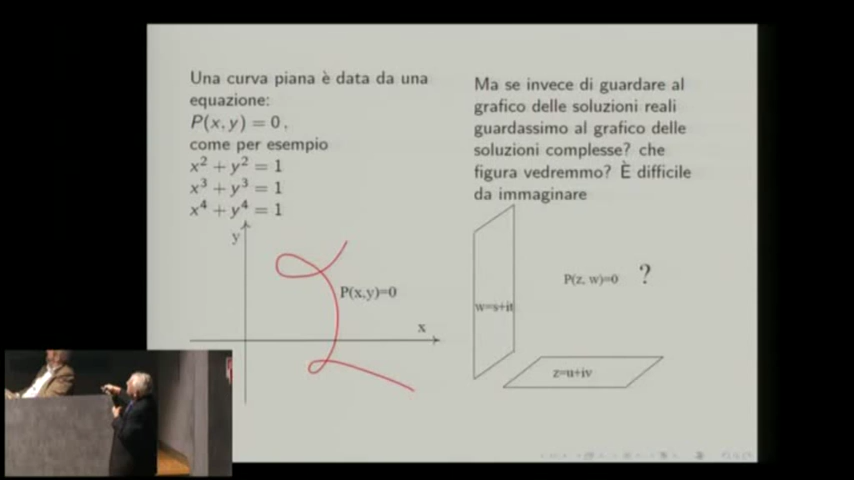 Una curva piana è data da una
equazione:
P(x, y) = 0 ,
come per esempio
x² + y² = 1
x³ + y³ = 1
x⁴ + y⁴ = 1
y
P(x,y)=0
x
Ma se invece di guardare al
grafico delle soluzioni reali
guardassimo al grafico delle
soluzioni complesse? che
figura vedremmo? È difficile
da immaginare
P(z, w)=0 ?
w=s+it
z=u+iv